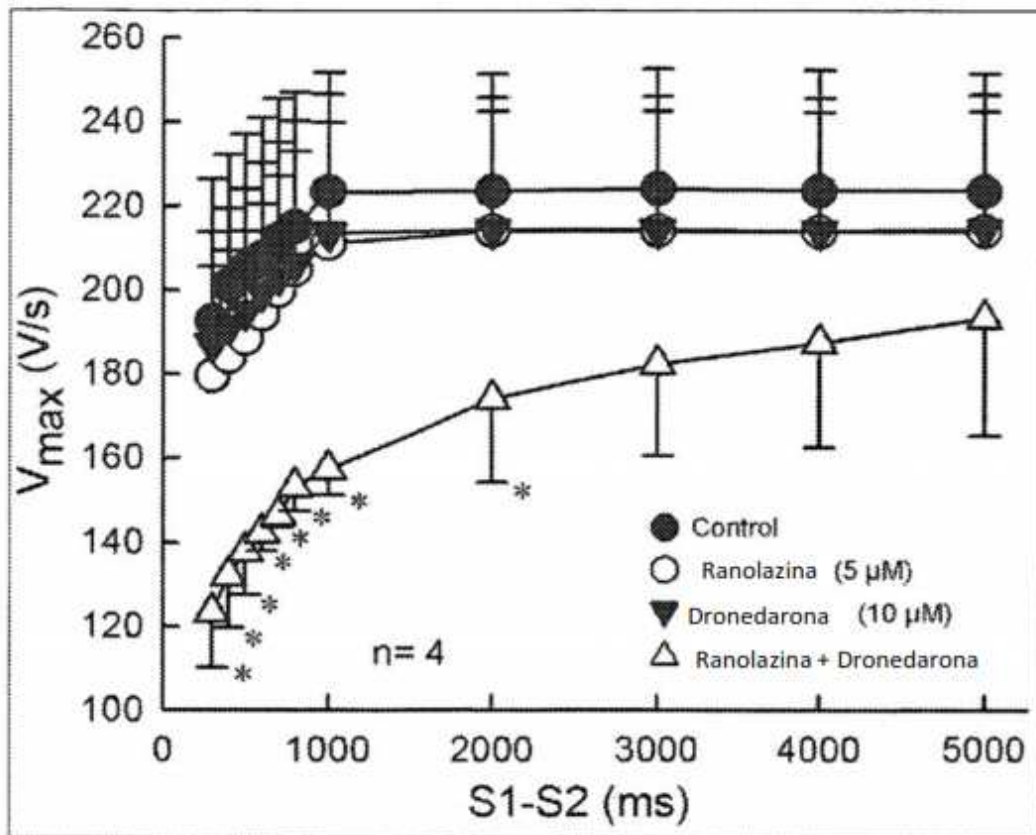 260
240
220
200
180
160
140
120
100
V_max (V/s)
* * * * * * * *
n= 4
Control
Ranolazina (5 µM)
Dronedarona (10 µM)
Ranolazina + Dronedarona
0 1000 2000 3000 4000 5000
S1-S2 (ms)